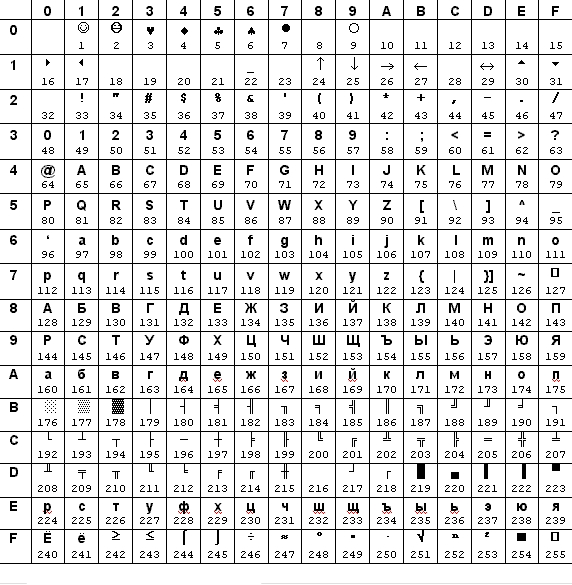 0 1 2 3 4 5 6 7 8 9 A B C D E F
0 ☺ ☻ ♥ ♦ ♣ ♠ ● ○
1 2 3 4 5 6 7 8 9 10 11 12 13 14 15
1 ‣ ◂ _ ↑ ↓ → ← ↔ ▲ ▼
16 17 18 19 20 21 22 23 24 25 26 27 28 29 30 31
2 ! " # $ % & ' ( ) * + , - . /
32 33 34 35 36 37 38 39 40 41 42 43 44 45 46 47
3 0 1 2 3 4 5 6 7 8 9 : ; < = > ?
48 49 50 51 52 53 54 55 56 57 58 59 60 61 62 63
4 @ A B C D E F G H I J K L M N O
64 65 66 67 68 69 70 71 72 73 74 75 76 77 78 79
5 P Q R S T U V W X Y Z [ \ ] ^ _
80 81 82 83 84 85 86 87 88 89 90 91 92 93 94 95
6 ‘ a b c d e f g h i j k l m n o
96 97 98 99 100 101 102 103 104 105 106 107 108 109 110 111
7 p q r s t u v w x y z { | }] ~ ▯
112 113 114 115 116 117 118 119 120 121 122 123 124 125 126 127
8 А Б В Г Д Е Ж З И Й К Л М Н О П
128 129 130 131 132 133 134 135 136 137 138 139 140 141 142 143
9 Р С Т У Ф Х Ц Ч Ш Щ Ъ Ы Ь Э Ю Я
144 145 146 147 148 149 150 151 152 153 154 155 156 157 158 159
A а б в г д е ж з и й к л м н о п
160 161 162 163 164 165 166 167 168 169 170 171 172 173 174 175
B ░ ▒ ▓ │ ┤ ╡ ╢ ╖ ╕ ╣ ║ ╗ ╝ ╜ ╛ ┐
176 177 178 179 180 181 182 183 184 185 186 187 188 189 190 191
C └ ┴ ┬ ├ ─ ┼ ╞ ╟ ╚ ╔ ╩ ╦ ╠ ═ ╬ ╧
192 193 194 195 196 197 198 199 200 201 202 203 204 205 206 207
D ╨ ╤ ╥ ╙ ╘ ╒ ╓ ╫ ┘ ┌ █ ▄ ▌ ▐ ▀
208 209 210 211 212 213 214 215 216 217 218 219 220 221 222 223
E р с т у ф х ц ч ш щ ъ ы ь э ю я
224 225 226 227 228 229 230 231 232 233 234 235 236 237 238 239
F Ё ё ≥ ≤ ⌠ ⌡ ÷ ≈ ° ▪ · √ ⁿ ² ■ ▯
240 241 242 243 244 245 246 247 248 249 250 251 252 253 254 255